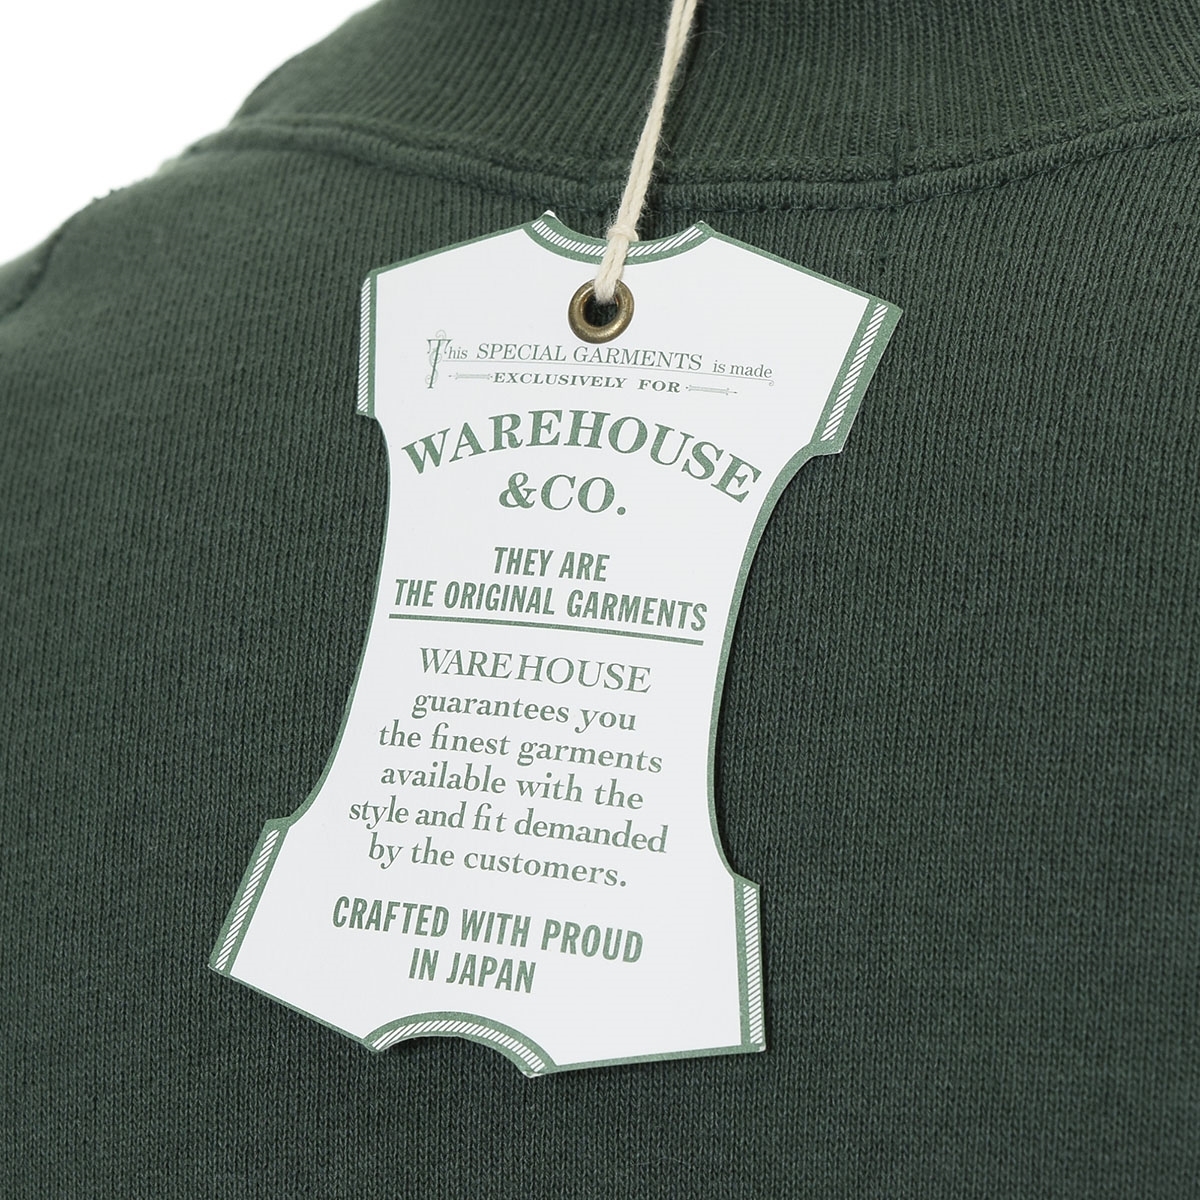 This SPECIAL GARMENTS is made
EXCLUSIVELY FOR
WAREHOUSE
&CO.
THEY ARE
THE ORIGINAL GARMENTS
WAREHOUSE
guarantees you
the finest garments
available with the
style and fit demanded
by the customers.
CRAFTED WITH PROUD
IN JAPAN